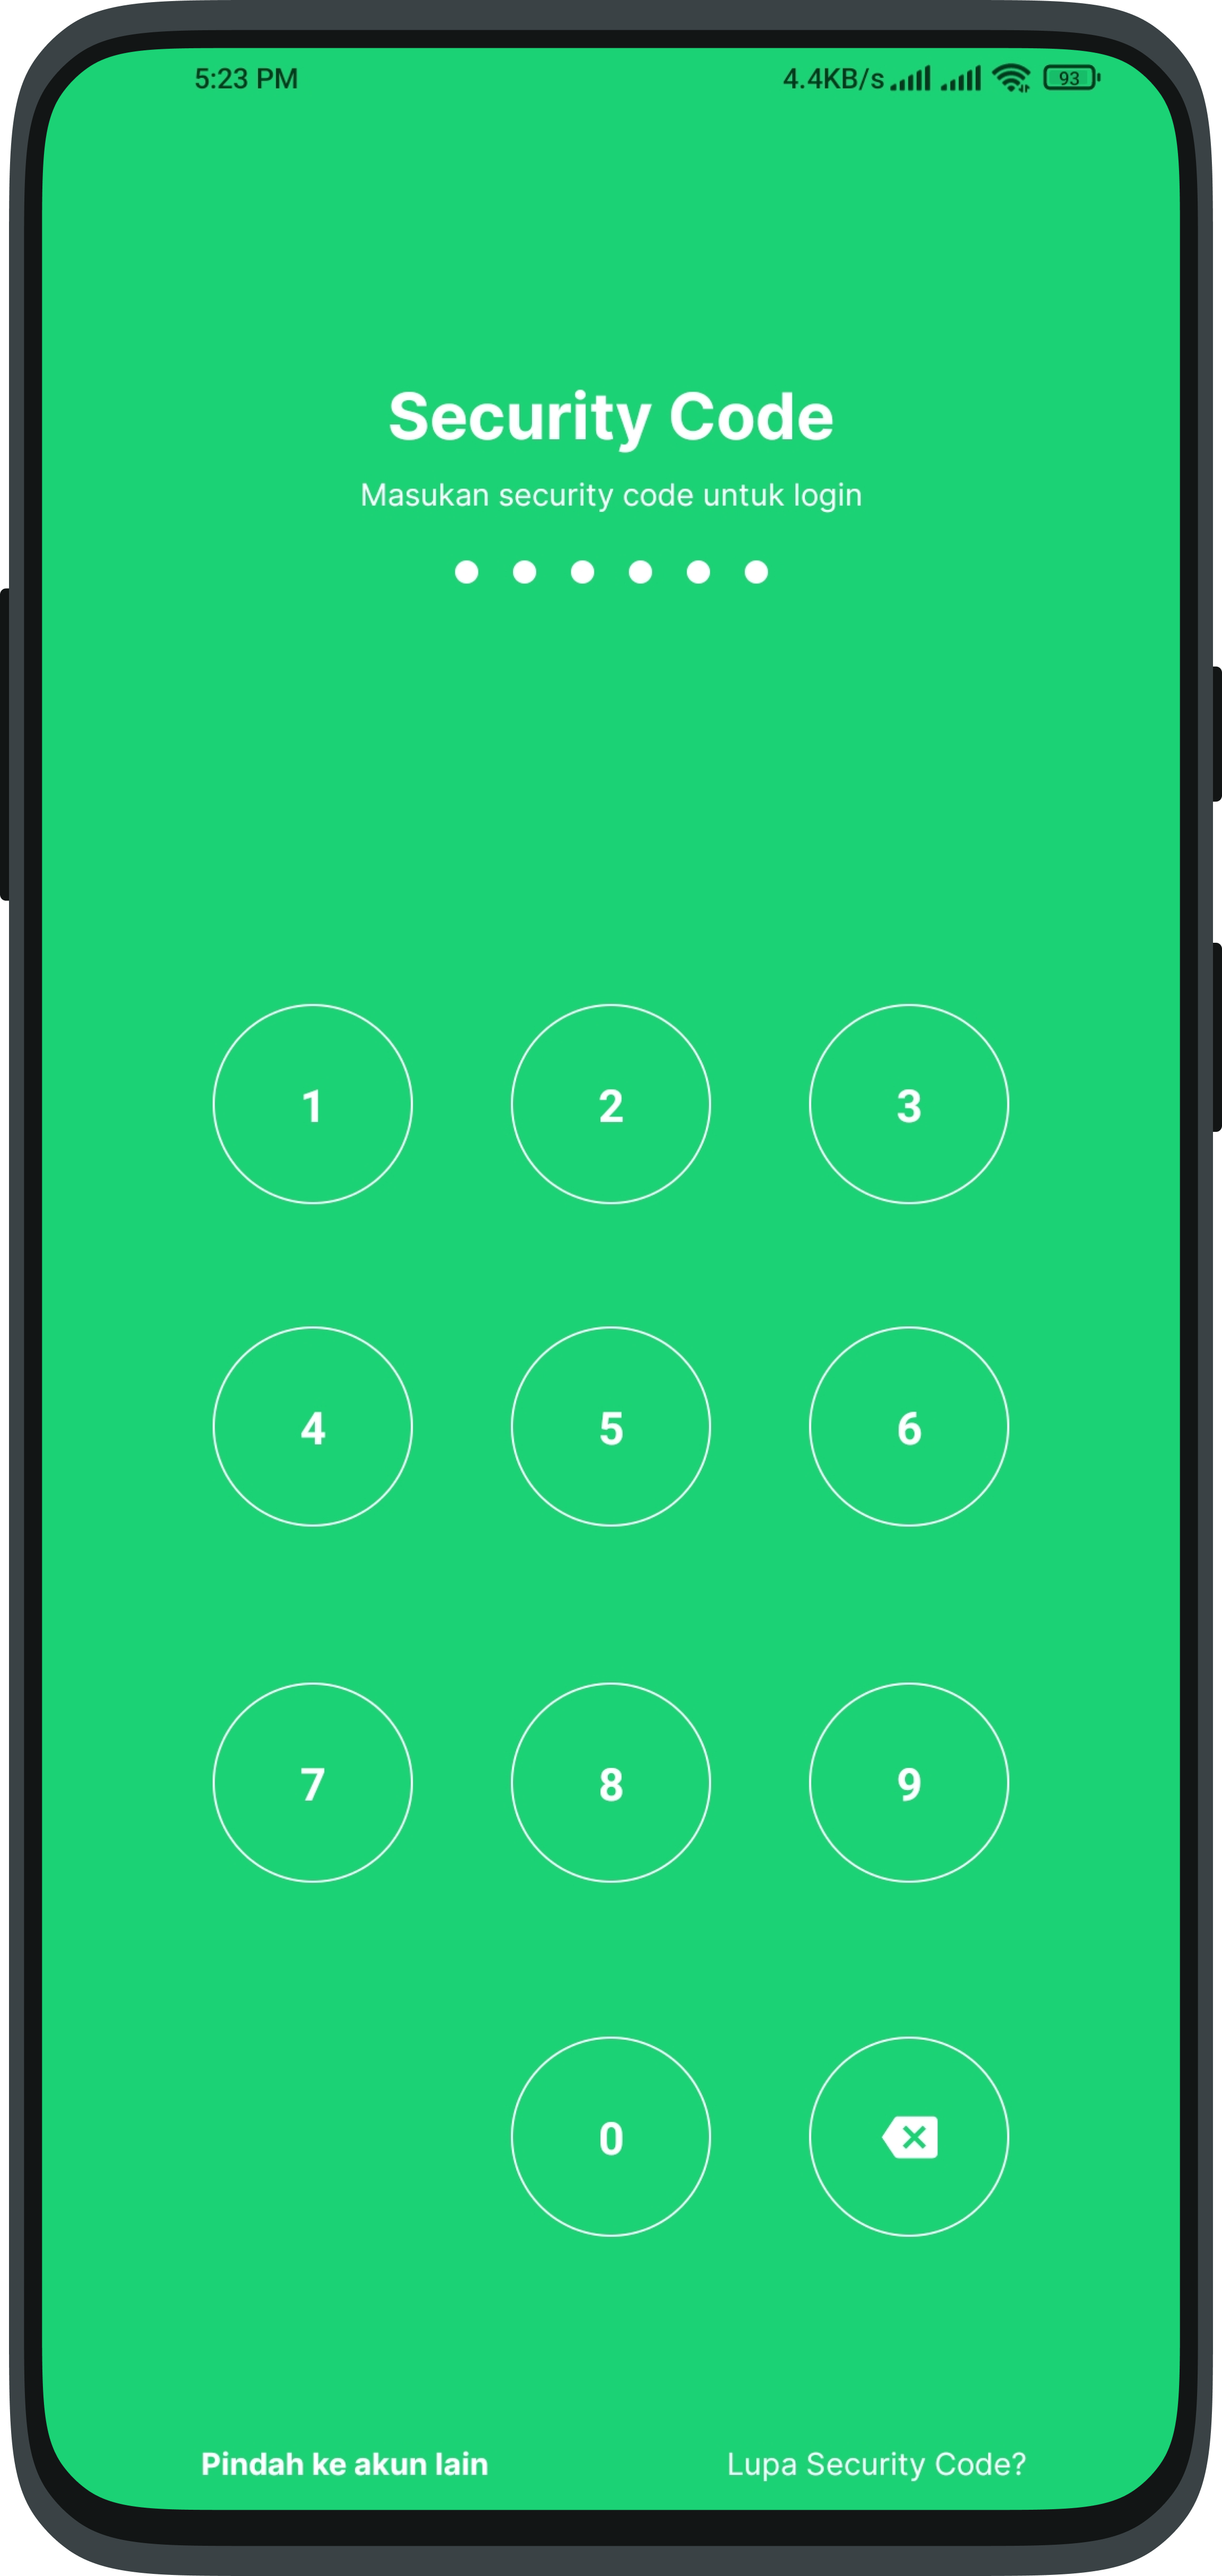 5:23 PM 4.4KB/s 93
Security Code
Masukan security code untuk login
1 2 3
4 5 6
7 8 9
0
Pindah ke akun lain Lupa Security Code?